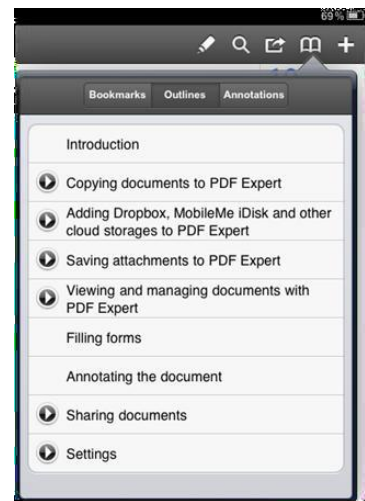 69%
Bookmarks Outlines Annotations
Introduction
Copying documents to PDF Expert
Adding Dropbox, MobileMe iDisk and other
cloud storages to PDF Expert
Saving attachments to PDF Expert
Viewing and managing documents with
PDF Expert
Filling forms
Annotating the document
Sharing documents
Settings